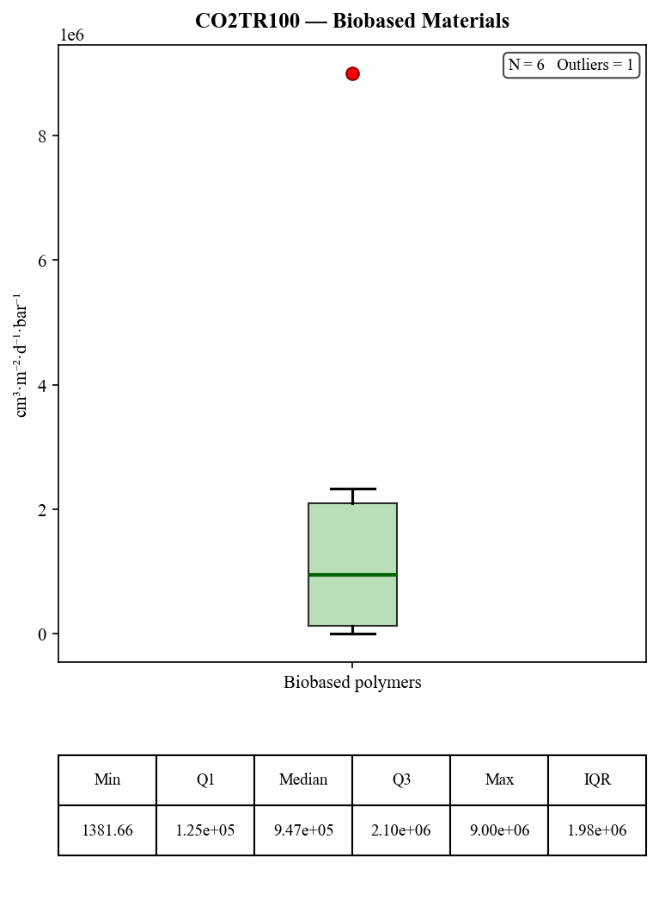 CO2TR100 — Biobased Materials
1e6
N = 6   Outliers = 1
8
6
4
2
0
cm³·m⁻²·d⁻¹·bar⁻¹
Biobased polymers
Min Q1 Median Q3 Max IQR
1381.66 1.25e+05 9.47e+05 2.10e+06 9.00e+06 1.98e+06